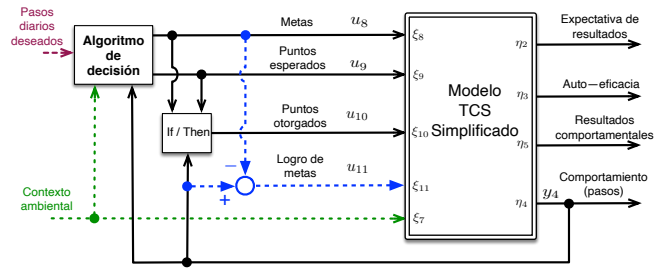 Pasos
diarios
deseados
Algoritmo
de
decisión
Metas
u₈
Puntos
esperados
u₉
If / Then
Puntos
otorgados
u₁₀
Logro de
metas
u₁₁
−
+
Contexto
ambiental
ξ₈
ξ₉
ξ₁₀
ξ₁₁
ξ₇
Modelo
TCS
Simplificado
η₂
η₃
η₅
η₄
Expectativa de
resultados
Auto−eficacia
Resultados
comportamentales
Comportamiento
(pasos)
y₄